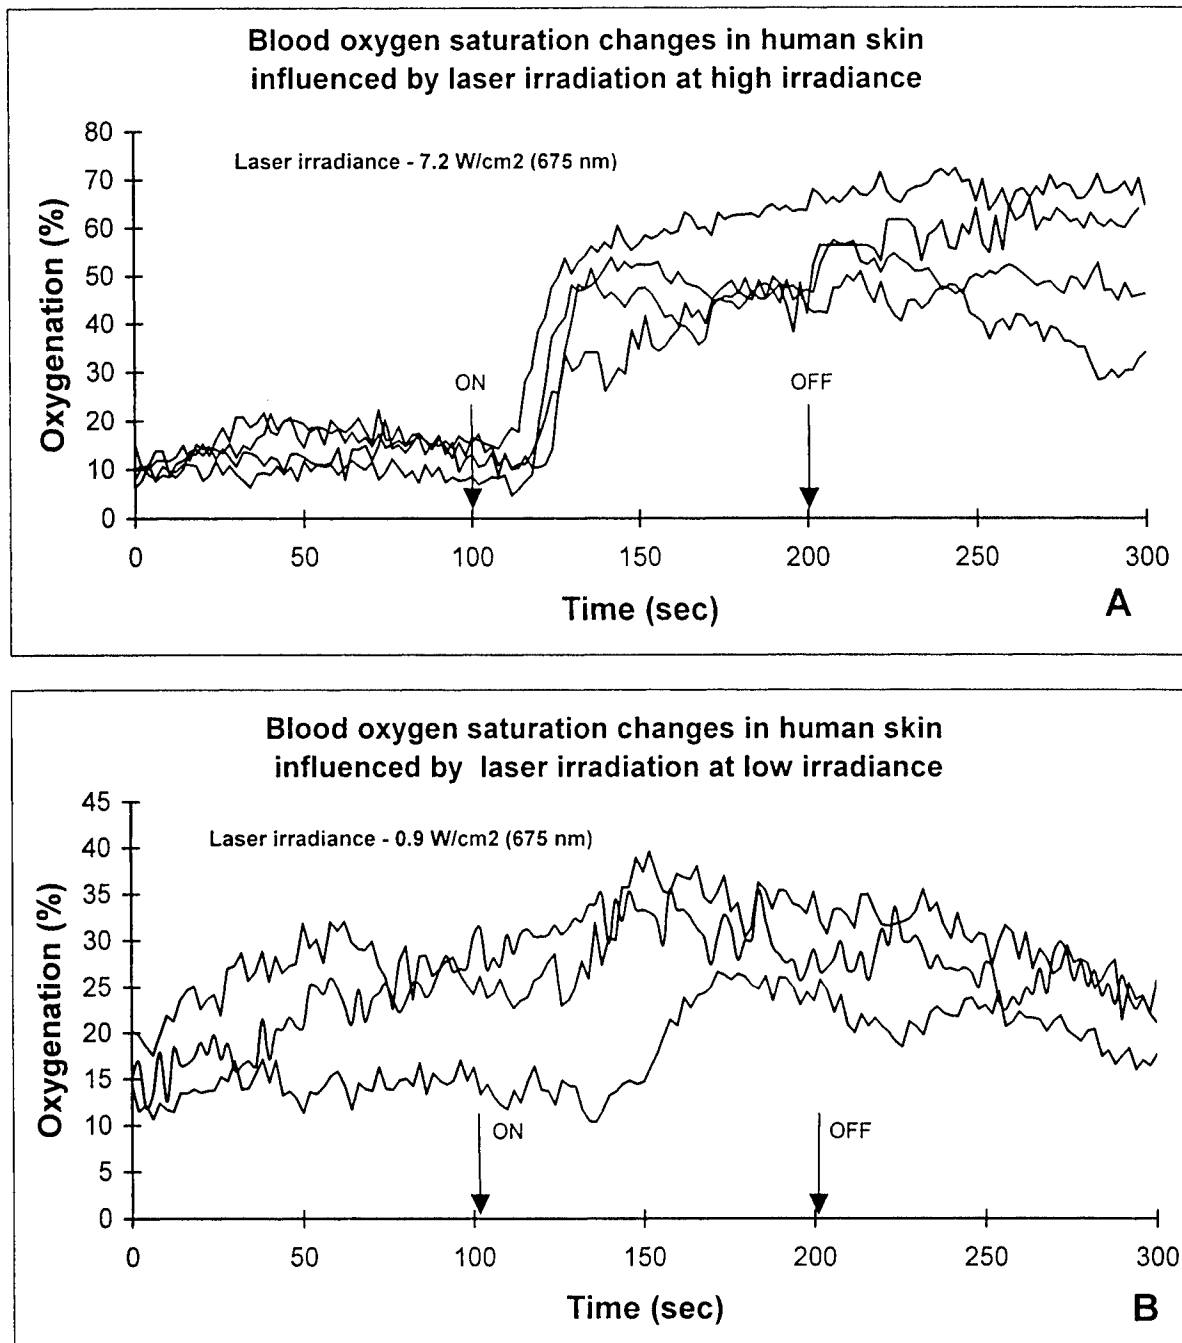 Blood oxygen saturation changes in human skin
influenced by laser irradiation at high irradiance
Laser irradiance - 7.2 W/cm2 (675 nm)
Oxygenation (%)
80
70
60
50
40
30
20
10
0
ON
OFF
0 50 100 150 200 250 300
Time (sec)
A
Blood oxygen saturation changes in human skin
influenced by laser irradiation at low irradiance
Laser irradiance - 0.9 W/cm2 (675 nm)
Oxygenation (%)
45
40
35
30
25
20
15
10
5
0
ON
OFF
0 50 100 150 200 250 300
Time (sec)
B